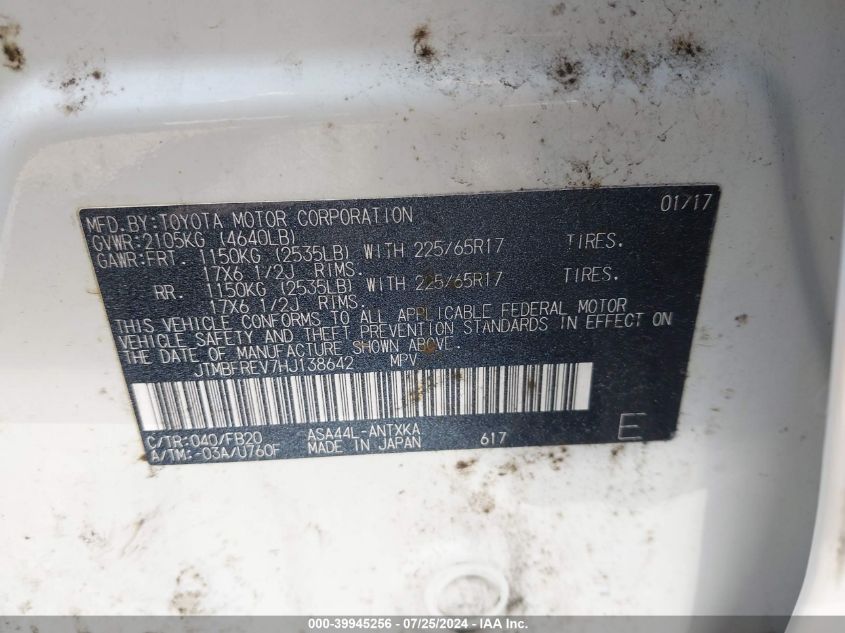 MFD.BY:TOYOTA MOTOR CORPORATION 01/17
GVWR:2105KG (4640LB)
GAWR:FRT. 1150KG (2535LB) WITH 225/65R17 TIRES.
17X6 1/2J RIMS.
RR. 1150KG (2535LB) WITH 225/65R17 TIRES.
17X6 1/2J RIMS.
THIS VEHICLE CONFORMS TO ALL APPLICABLE FEDERAL MOTOR
VEHICLE SAFETY AND THEFT PREVENTION STANDARDS IN EFFECT ON
THE DATE OF MANUFACTURE SHOWN ABOVE.
JTMBFREV7HJ138642 MPV
C/TR:040/FB20 ASA44L-ANTXKA
A/TM:-03A/U760F MADE IN JAPAN 617 E
000-39945256 - 07/25/2024 - IAAI.com